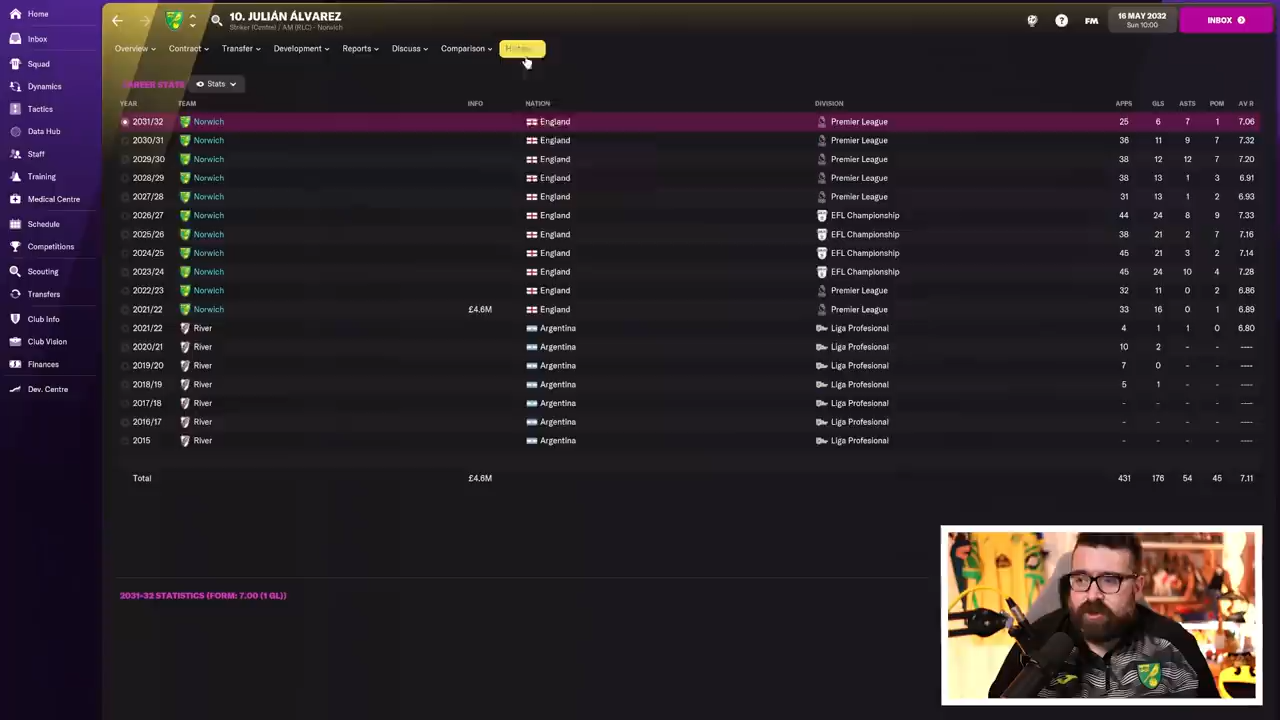 Home
10. JULIÁN ÁLVAREZ
Striker (Centre) / AM (RLC) - Norwich
FM
16 MAY 2032
Sun 10:00
INBOX
Inbox
Overview Contract Transfer Development Reports Discuss Comparison
Squad
Dynamics
CAREER STATS Stats
Tactics
YEAR TEAM INFO NATION DIVISION APPS GLS ASTS POM AV R
2031/32 Norwich England Premier League 25 6 7 1 7.06
2030/31 Norwich England Premier League 36 11 9 7 7.32
2029/30 Norwich England Premier League 38 12 12 7 7.20
2028/29 Norwich England Premier League 38 13 1 3 6.91
2027/28 Norwich England Premier League 31 13 1 2 6.93
2026/27 Norwich England EFL Championship 44 24 8 9 7.33
2025/26 Norwich England EFL Championship 38 21 2 7 7.16
2024/25 Norwich England EFL Championship 45 21 3 2 7.14
2023/24 Norwich England EFL Championship 45 24 10 4 7.28
2022/23 Norwich England Premier League 32 11 0 2 6.86
2021/22 Norwich £4.6M England Premier League 33 16 0 1 6.89
2021/22 River Argentina Liga Profesional 4 1 1 0 6.80
2020/21 River Argentina Liga Profesional 10 2 - - ----
2019/20 River Argentina Liga Profesional 7 0 - - ----
2018/19 River Argentina Liga Profesional 5 1 - - ----
2017/18 River Argentina Liga Profesional - - - - ----
2016/17 River Argentina Liga Profesional - - - - ----
2015 River Argentina Liga Profesional - - - - ----
Total £4.6M 431 176 54 45 7.11
Data Hub
Staff
Training
Medical Centre
Schedule
Competitions
Scouting
Transfers
Club Info
Club Vision
Finances
Dev. Centre
2031-32 STATISTICS (FORM: 7.00 (1 GL))